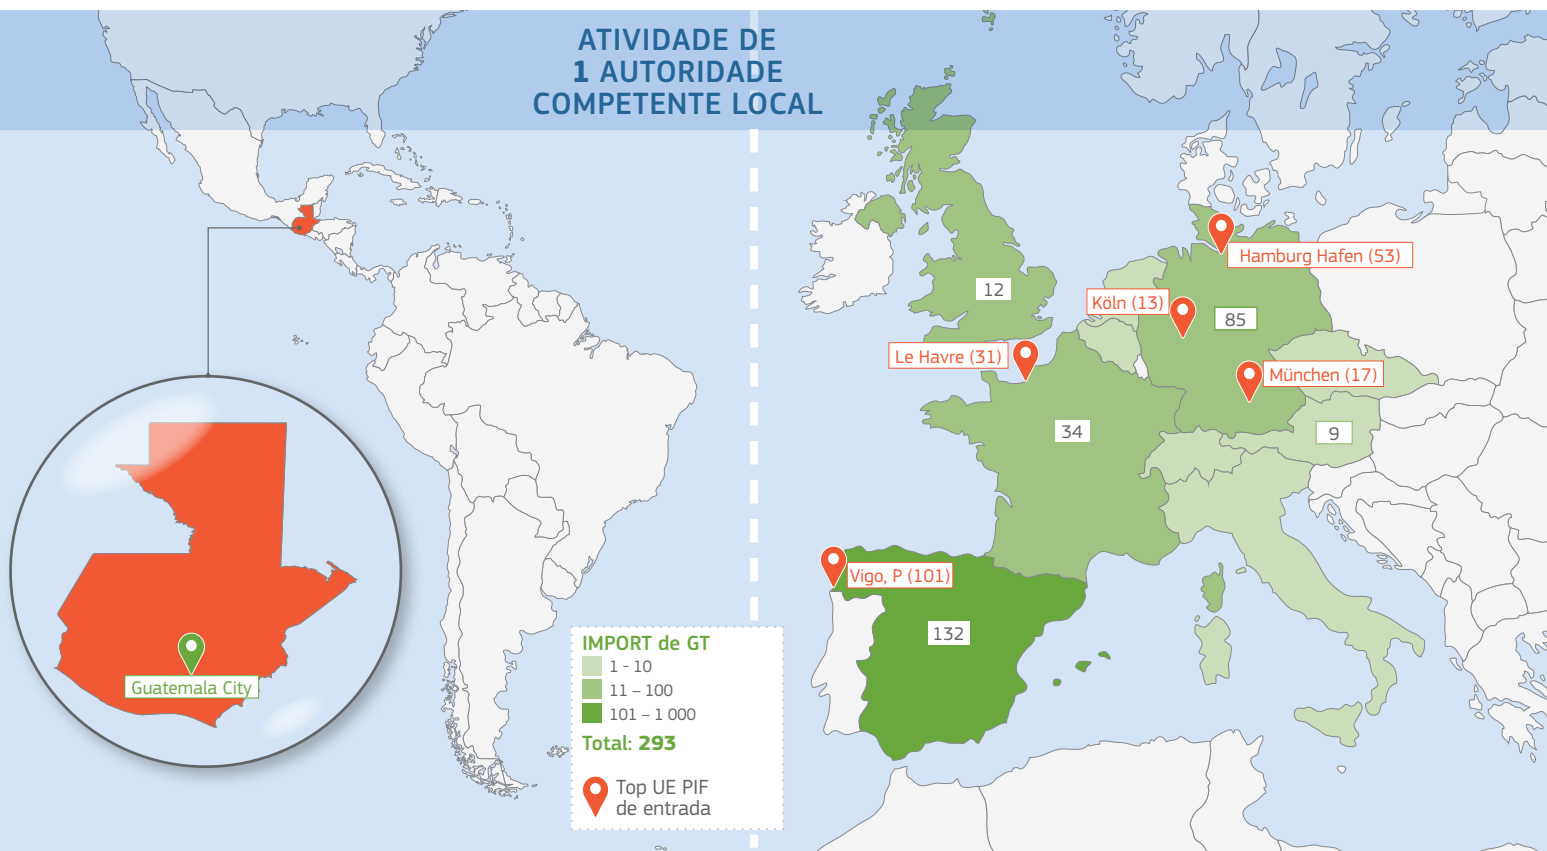 ATIVIDADE DE
1 AUTORIDADE
COMPETENTE LOCAL
Guatemala City
IMPORT de GT
1 - 10
11 – 100
101 – 1 000
Total: 293
Top UE PIF
de entrada
12
Hamburg Hafen (53)
Köln (13)
85
Le Havre (31)
München (17)
34
9
Vigo, P (101)
132